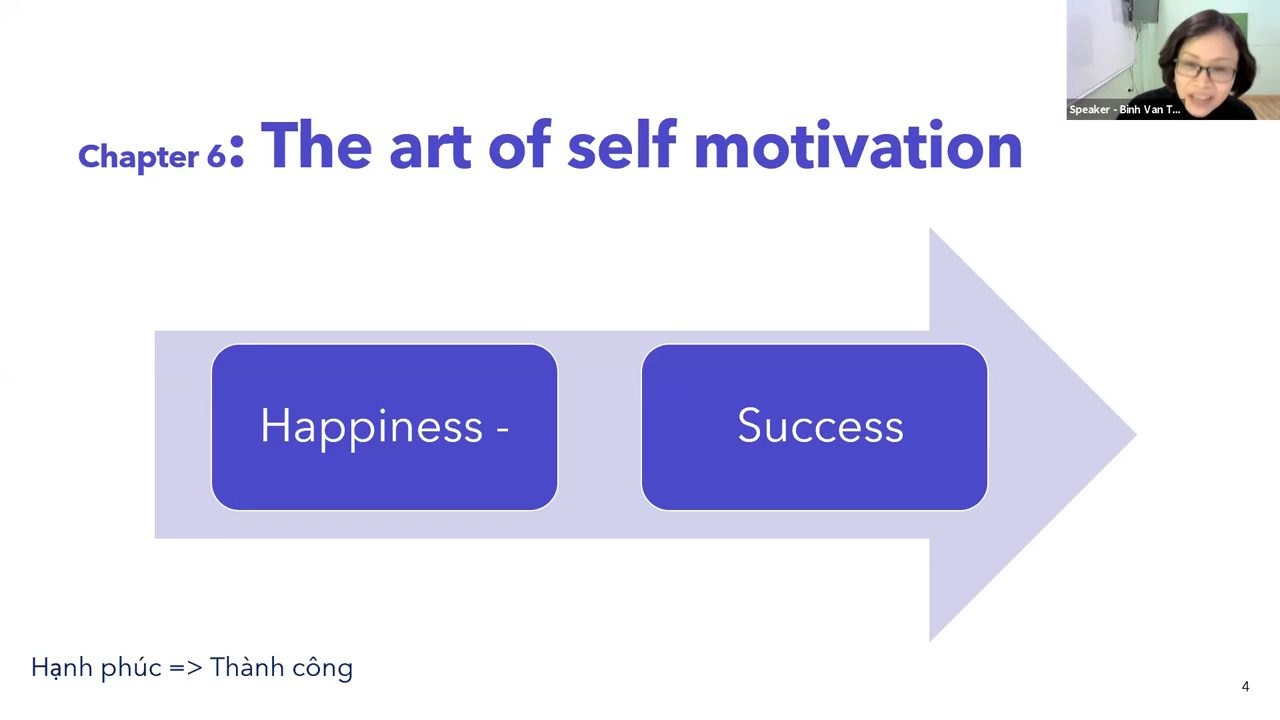 Speaker - Binh Van T...
Chapter 6: The art of self motivation
Happiness -
Success
Hạnh phúc => Thành công
4